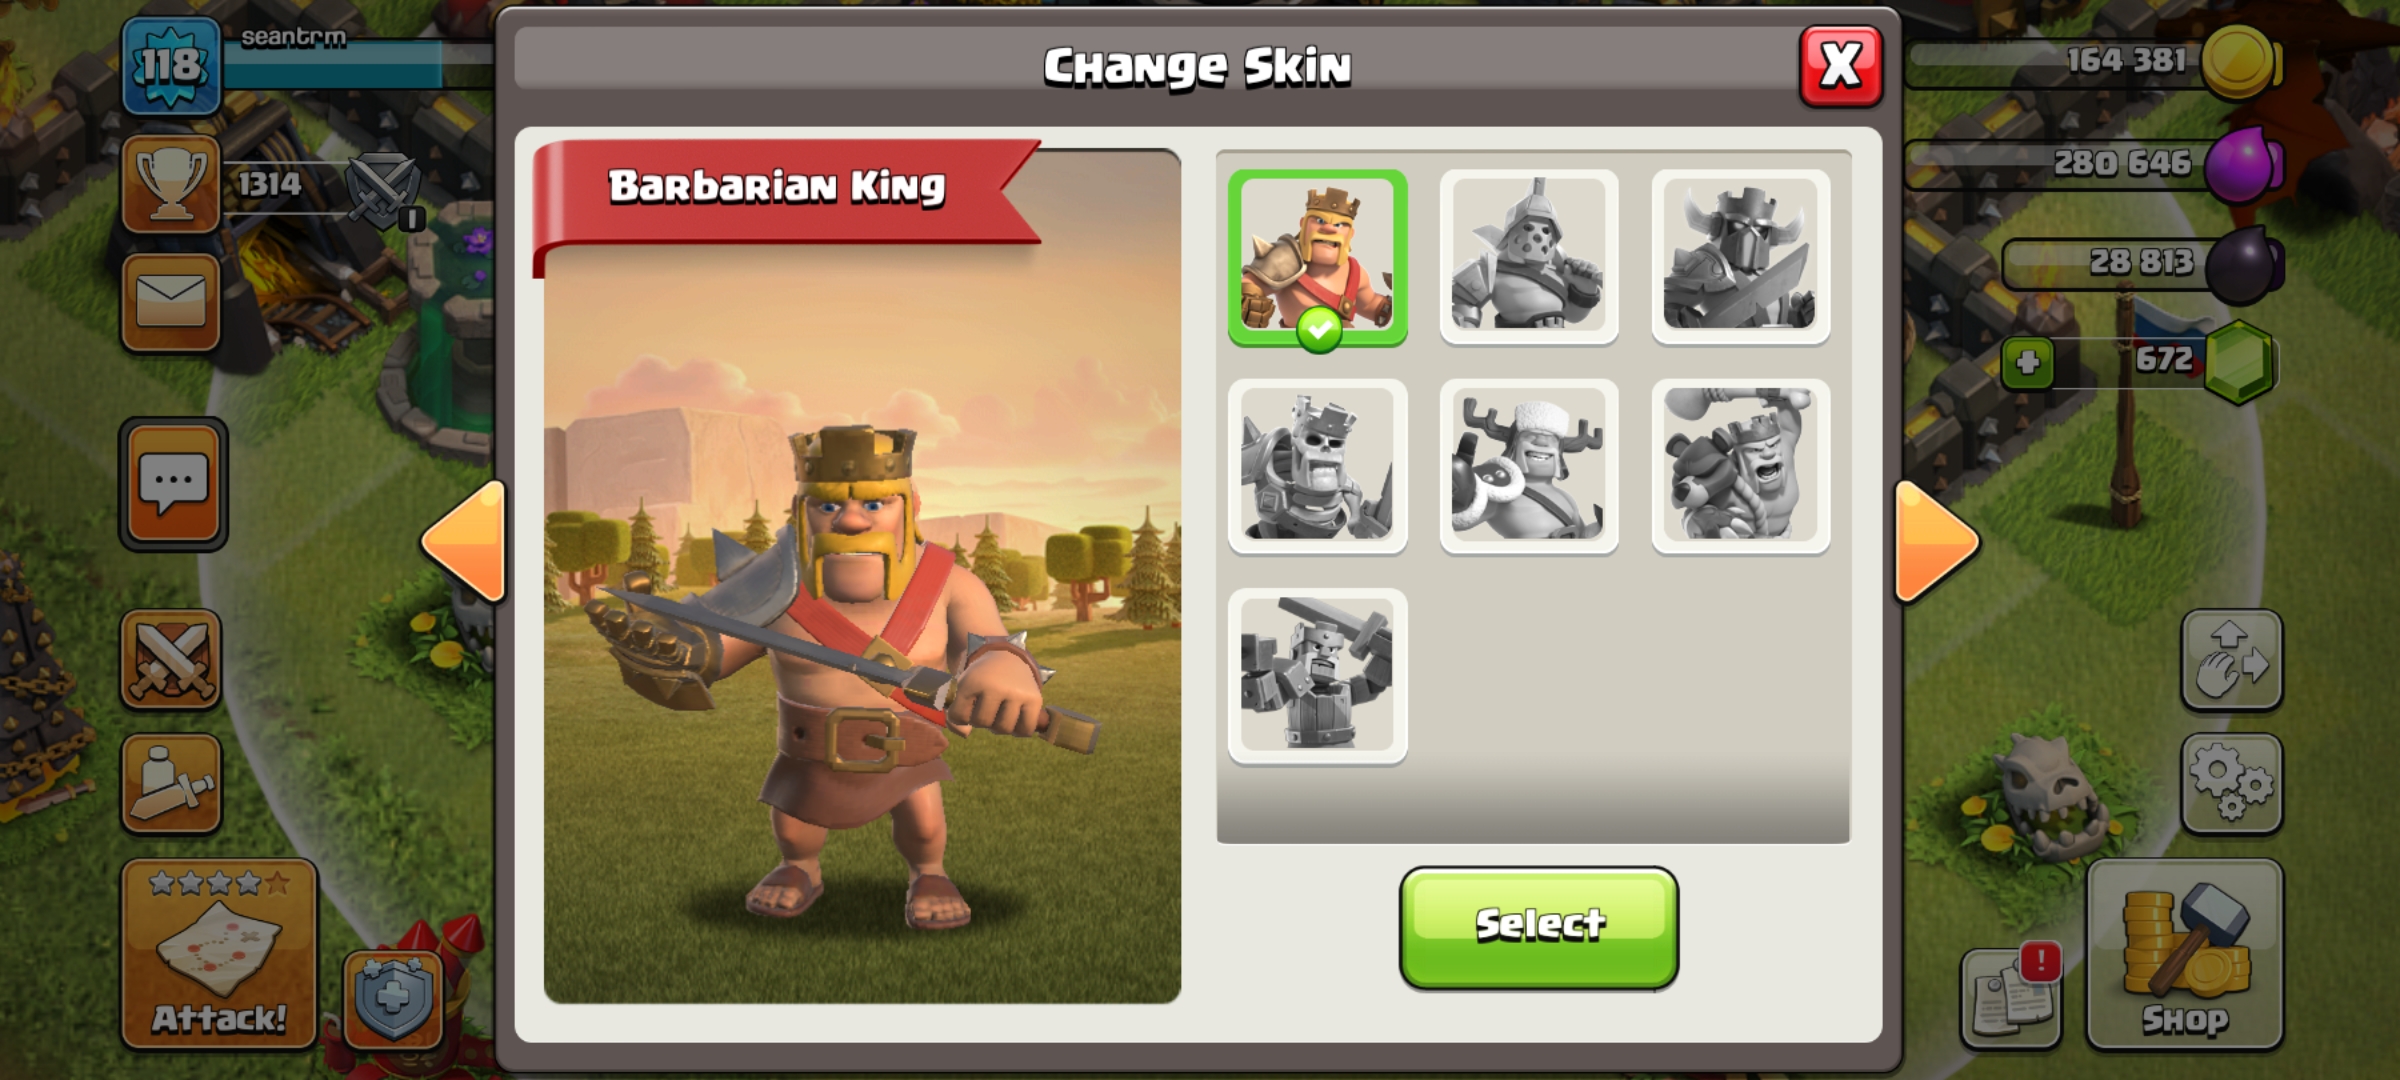 118
seantrm
Change Skin
X
164 381
1314
I
Barbarian King
280 646
28 813
672
Select
Attack!
!
Shop